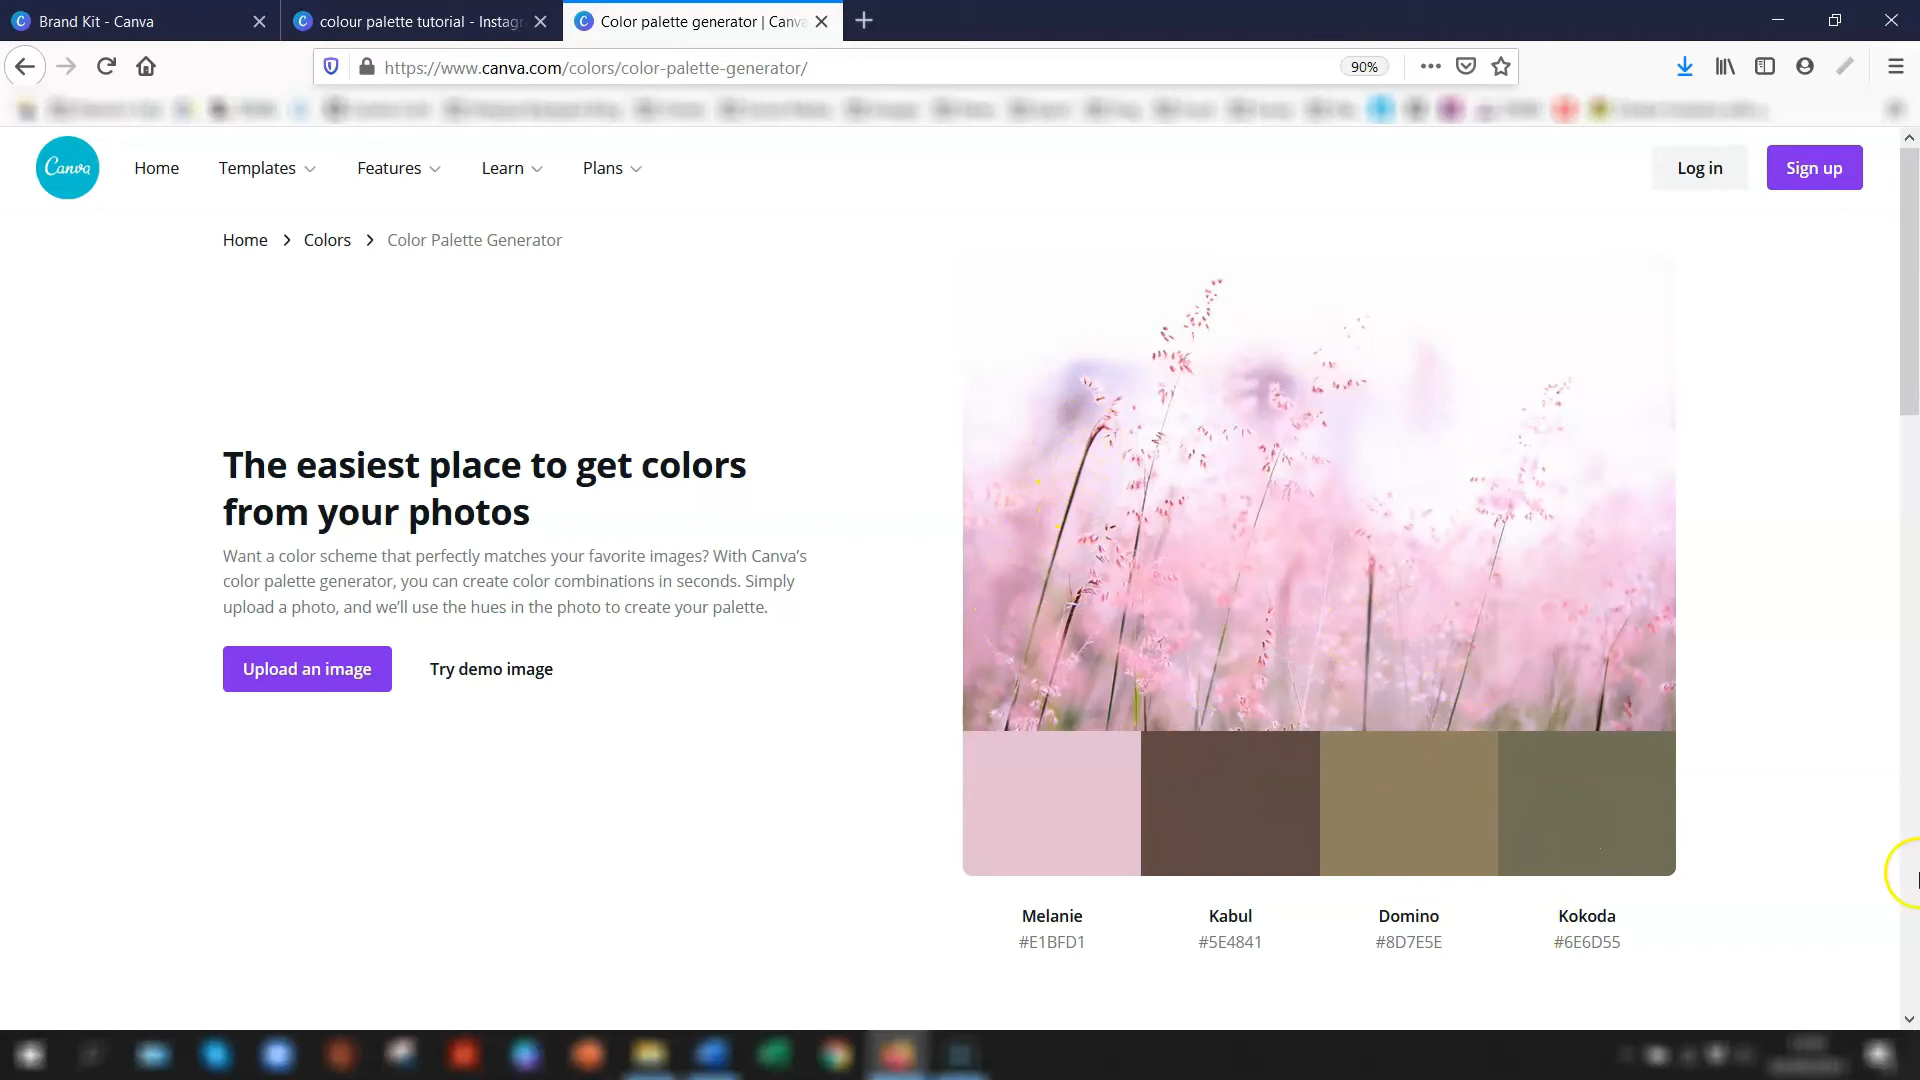 Brand Kit - Canva
colour palette tutorial - Instagr
Color palette generator | Canva
https://www.canva.com/colors/color-palette-generator/
90%
Canva
Home
Templates
Features
Learn
Plans
Log in
Sign up
Home > Colors > Color Palette Generator
The easiest place to get colors
from your photos
Want a color scheme that perfectly matches your favorite images? With Canva's
color palette generator, you can create color combinations in seconds. Simply
upload a photo, and we'll use the hues in the photo to create your palette.
Upload an image
Try demo image
Melanie
#E1BFD1
Kabul
#5E4841
Domino
#8D7E5E
Kokoda
#6E6D55